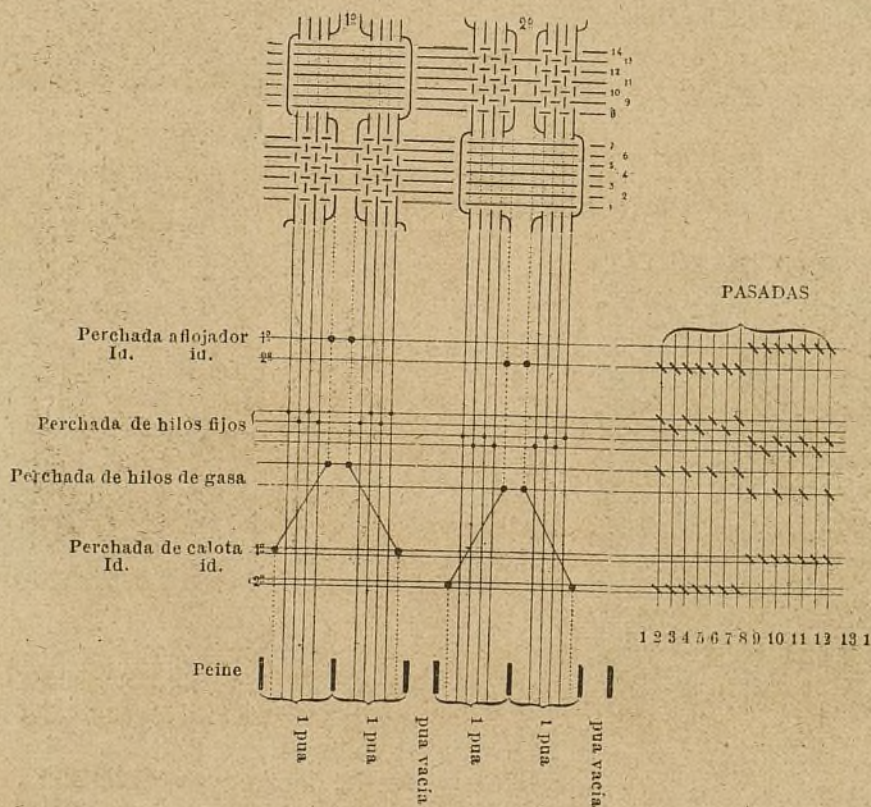 1º 2º
14
13
12
11
10
9
8
7
6
5
4
3
2
1
PASADAS
Perchada aflojador 1º
Id. id. 2º
Perchada de hilos fijos
Perchada de hilos de gasa
Perchada de calota 1º
Id. id. 2º
1 2 3 4 5 6 7 8 9 10 11 12 13 1
Peine
1 pua 1 pua pua vacia 1 pua 1 pua pua vacia